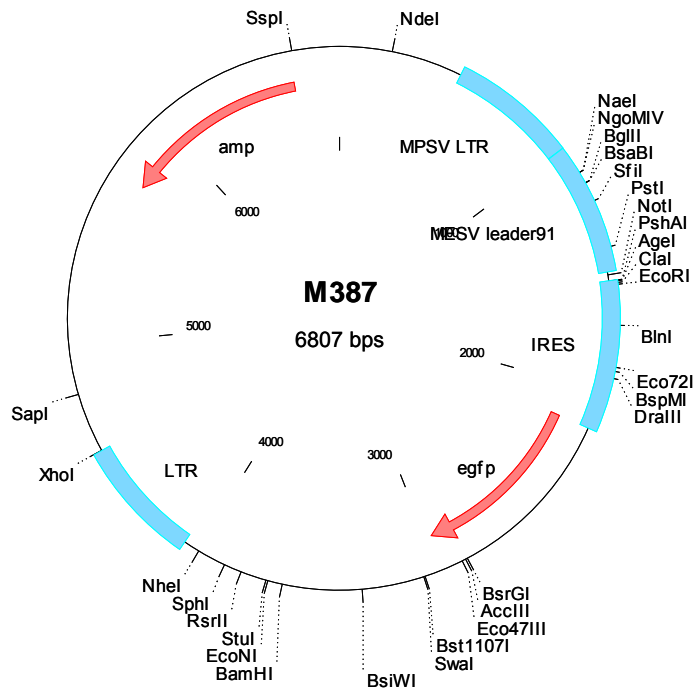 SspI
NdeI
NaeI
NgoMIV
BglII
BsaBI
SfiI
PstI
NotI
PshAI
AgeI
ClaI
EcoRI
amp
MPSV LTR
6000
MPSV leader91
M387
6807 bps
5000
2000
IRES
BlnI
Eco72I
BspMI
DraIII
SapI
4000
3000
egfp
LTR
XhoI
NheI
SphI
RsrII
StuI
EcoNI
BamHI
BsiWI
BsrGI
AccIII
Eco47III
Bst1107I
SwaI